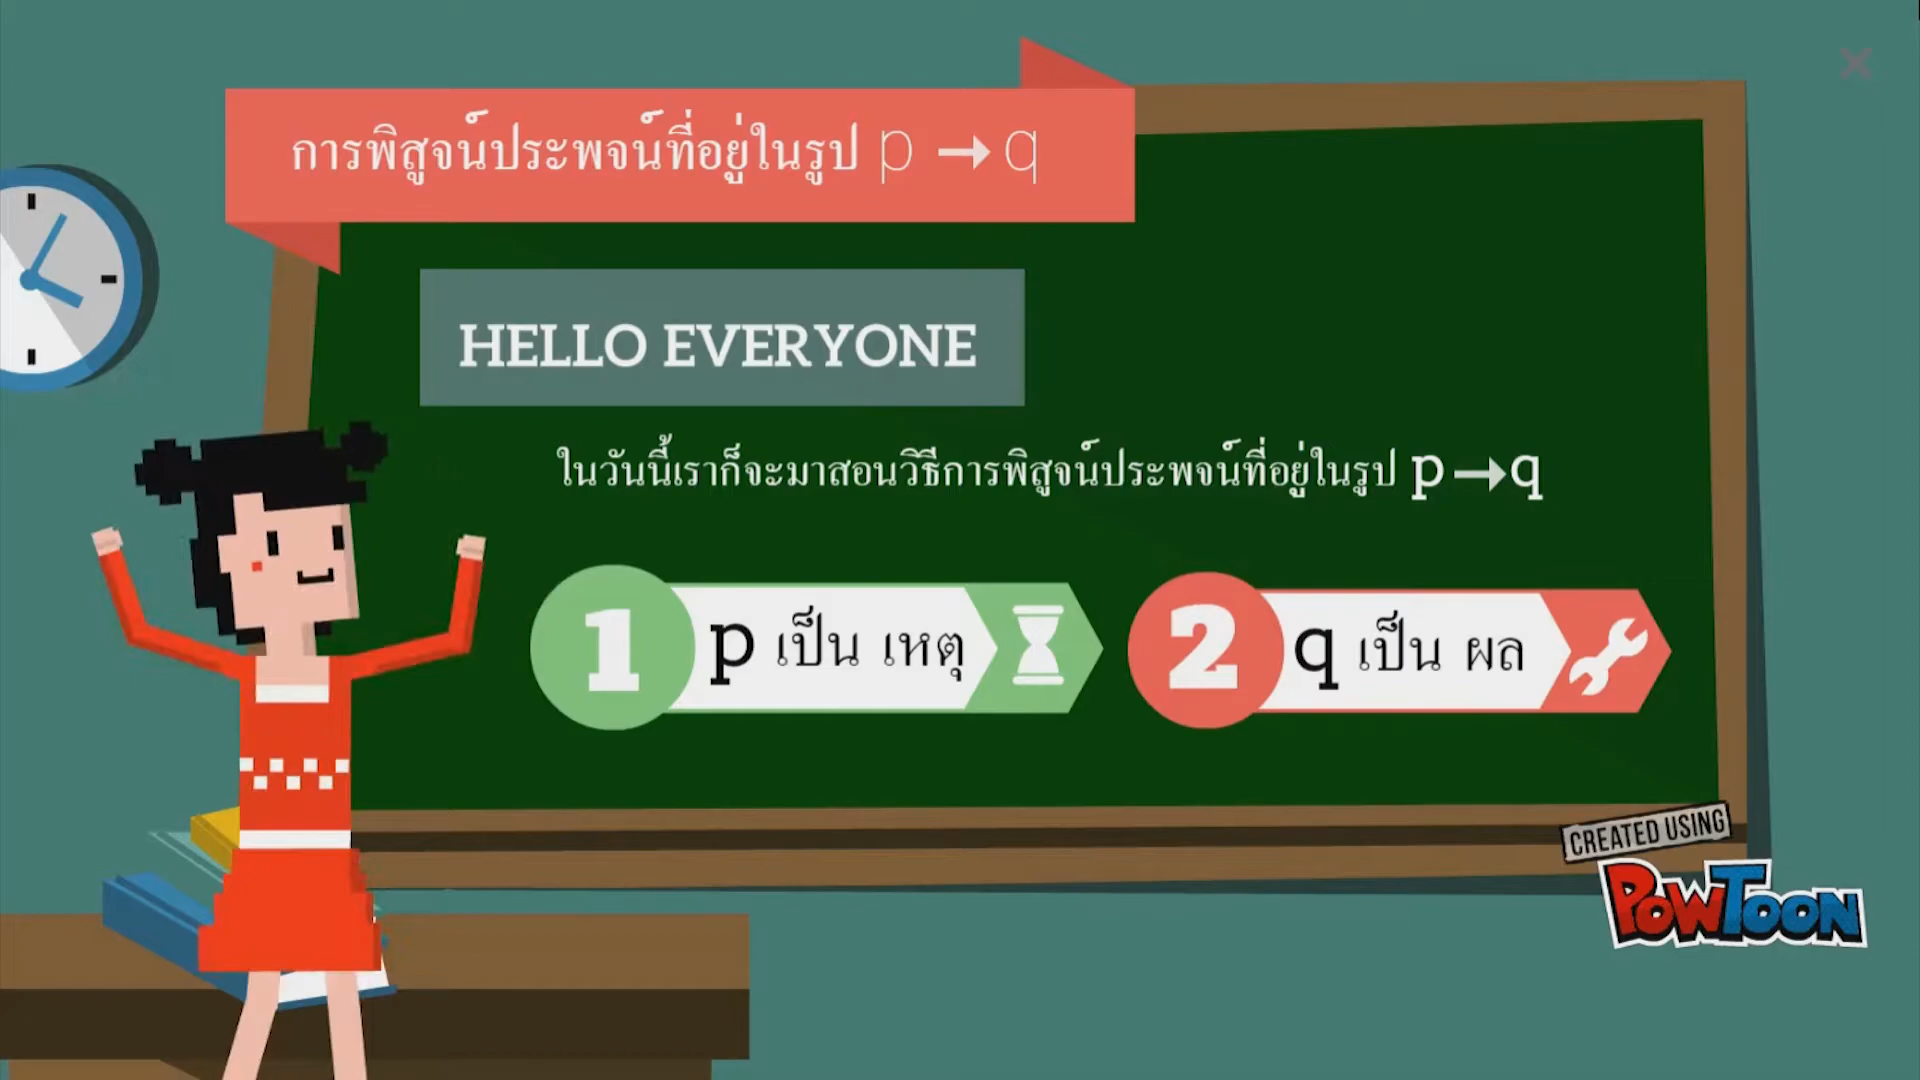 การพิสูจน์ประพจน์ที่อยู่ในรูป p → q
HELLO EVERYONE
ในวันนี้เราก็จะมาสอนวิธีการพิสูจน์ประพจน์ที่อยู่ในรูป p→q
1 p เป็น เหตุ
2 q เป็น ผล
CREATED USING
POWTOON